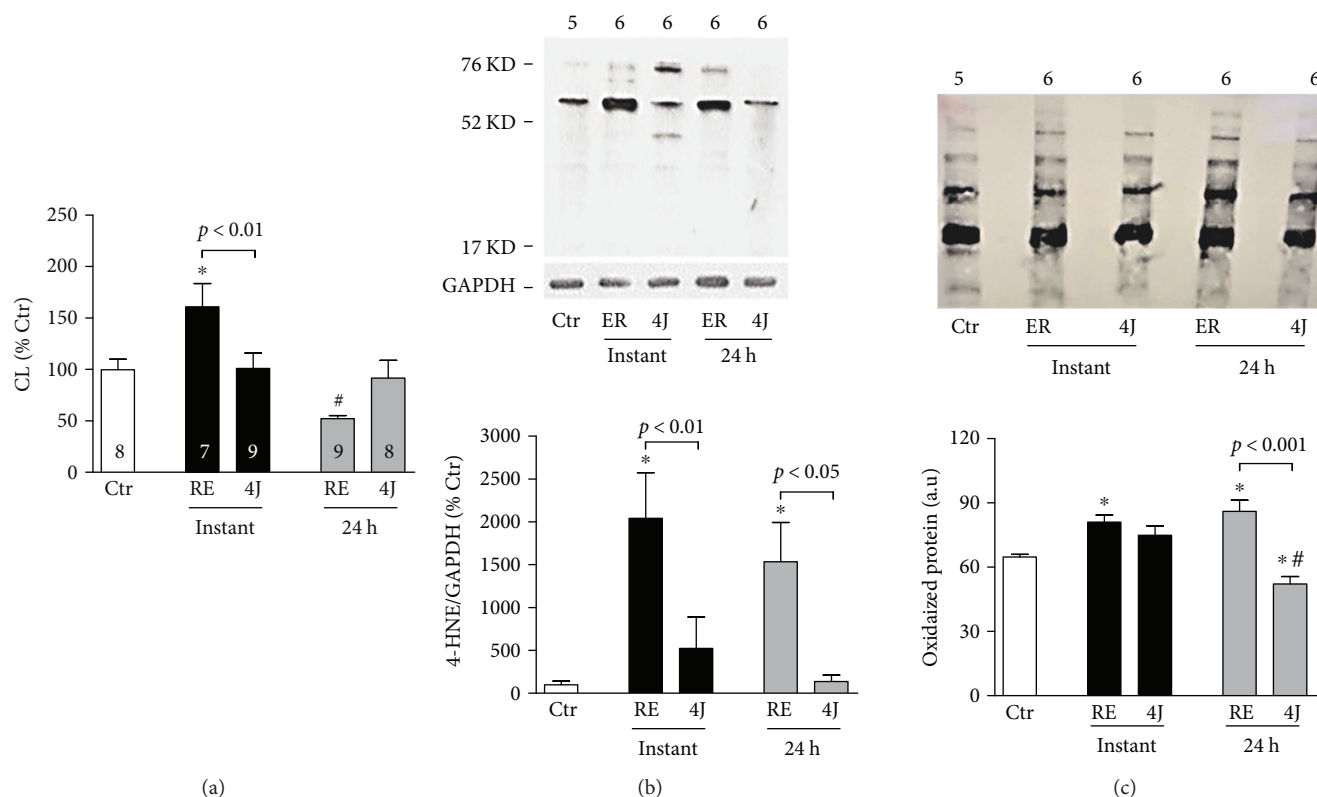 250
200
150
100
50
0
CL (% Ctr)
p < 0.01
*
#
8
7
9
9
8
Ctr
RE
4J
RE
4J
Instant
24 h
(a)
5 6 6 6 6
76 KD
52 KD
17 KD
GAPDH
Ctr ER 4J ER 4J
Instant 24 h
3000
2500
2000
1500
1000
500
0
4-HNE/GAPDH (% Ctr)
p < 0.01
*
p < 0.05
*
Ctr
RE 4J RE 4J
Instant 24 h
(b)
5 6 6 6 6
Ctr ER 4J ER 4J
Instant 24 h
120
90
60
30
0
Oxidaized protein (a.u)
p < 0.001
*
*
* #
Ctr
RE 4J RE 4J
Instant 24 h
(c)